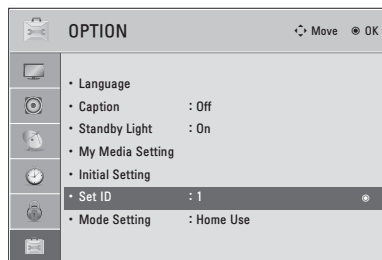 OPTION
Move OK
• Language
• Caption : Off
• Standby Light : On
• My Media Setting
• Initial Setting
• Set ID : 1
• Mode Setting : Home Use